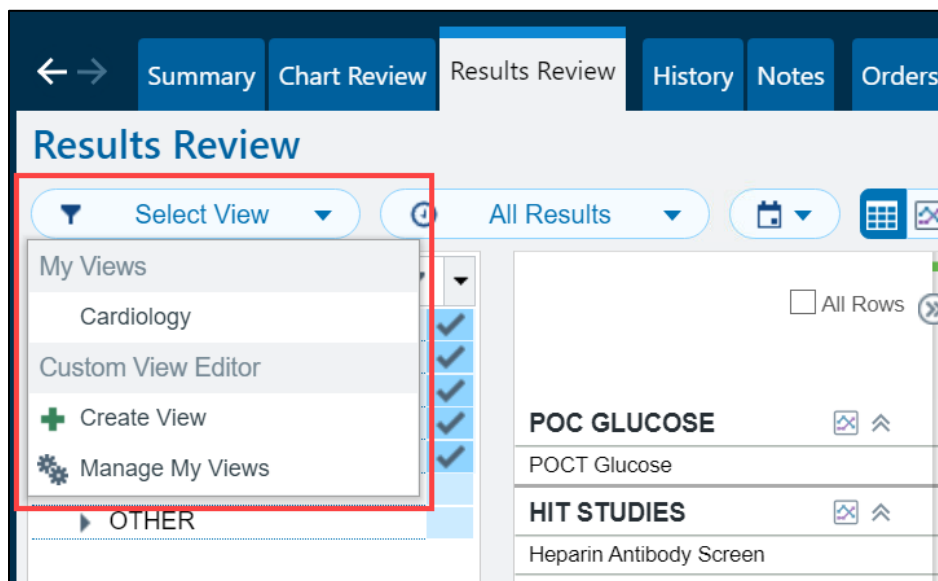 Summary Chart Review Results Review History Notes Orders
Results Review
Select View All Results
My Views
Cardiology
All Rows
Custom View Editor
Create View
POC GLUCOSE
Manage My Views
POCT Glucose
OTHER
HIT STUDIES
Heparin Antibody Screen